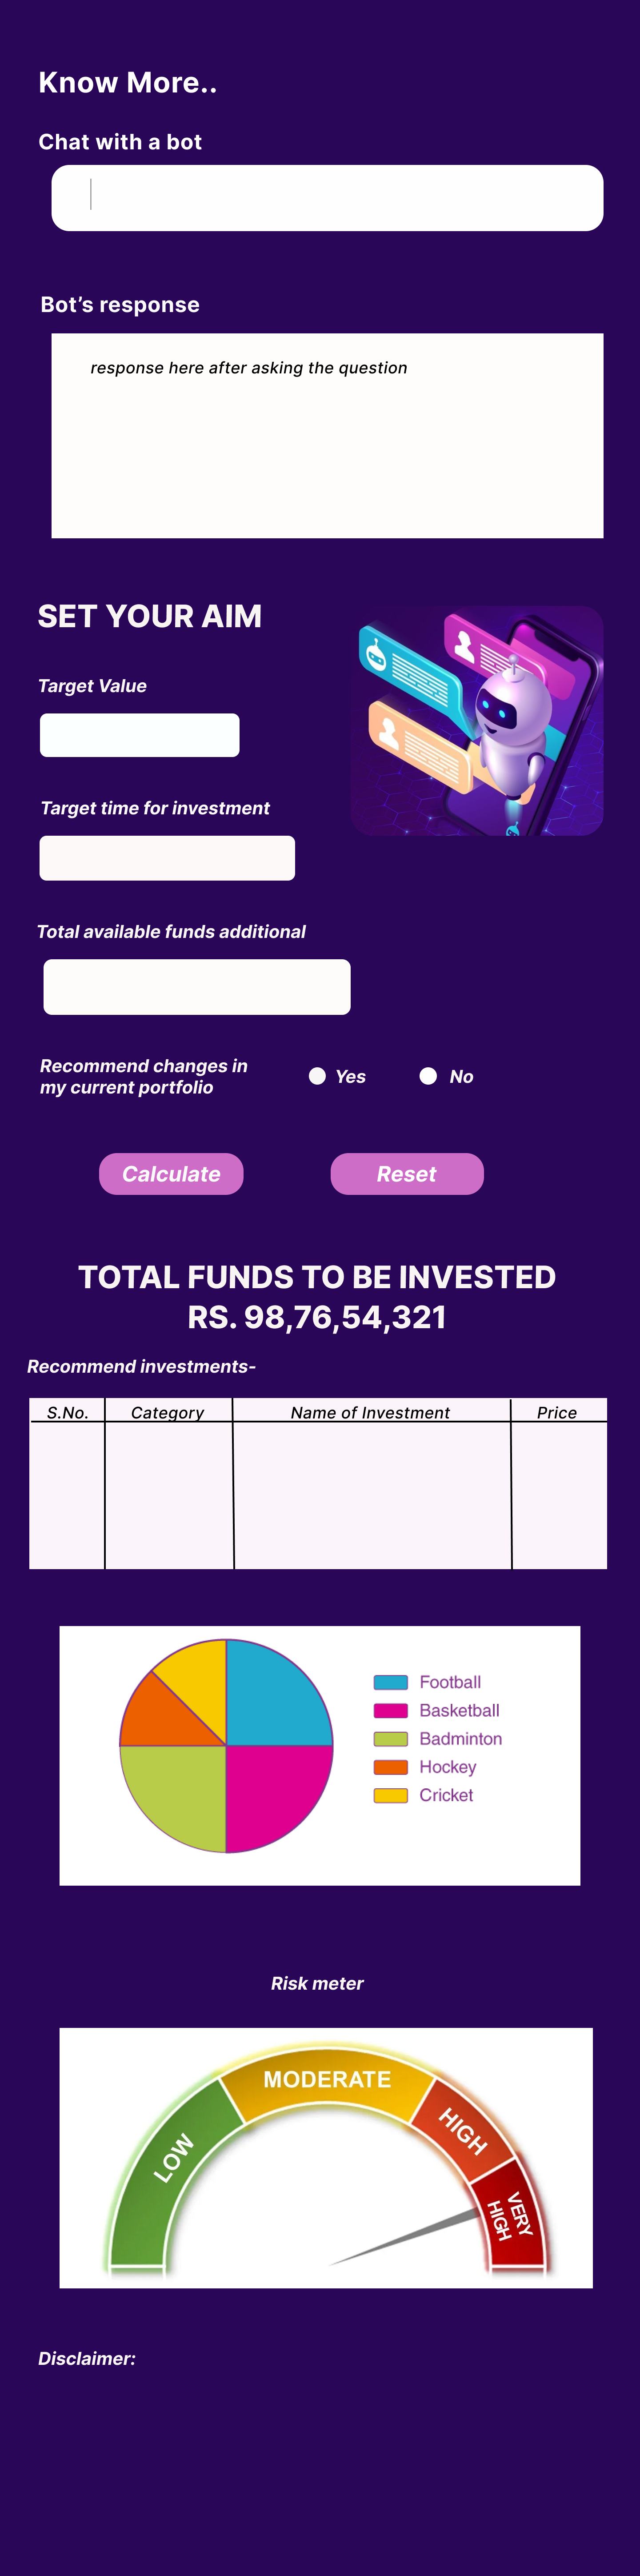 Know More..
Chat with a bot
Bot’s response
response here after asking the question
SET YOUR AIM
Target Value
Target time for investment
Total available funds additional
Recommend changes in
my current portfolio
Yes
No
Calculate
Reset
TOTAL FUNDS TO BE INVESTED
RS. 98,76,54,321
Recommend investments-
S.No.
Category
Name of Investment
Price
Football
Basketball
Badminton
Hockey
Cricket
Risk meter
LOW
MODERATE
HIGH
VERY
HIGH
Disclaimer: